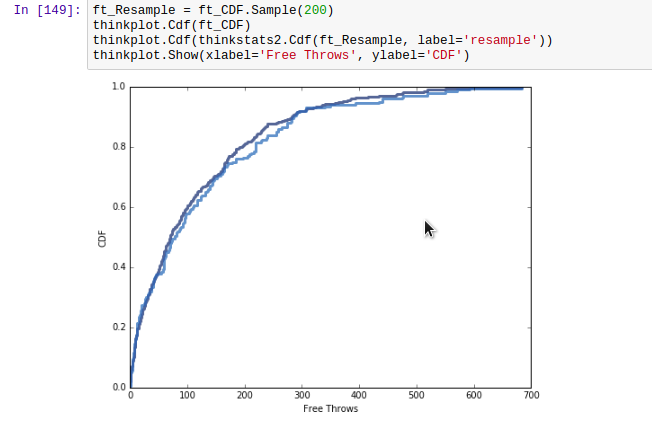 In [149]: ft_Resample = ft_CDF.Sample(200)
thinkplot.Cdf(ft_CDF)
thinkplot.Cdf(thinkstats2.Cdf(ft_Resample, label='resample'))
thinkplot.Show(xlabel='Free Throws', ylabel='CDF')
1.0
0.8
0.6
CDF
0.4
0.2
0.0
0 100 200 300 400 500 600 700
Free Throws